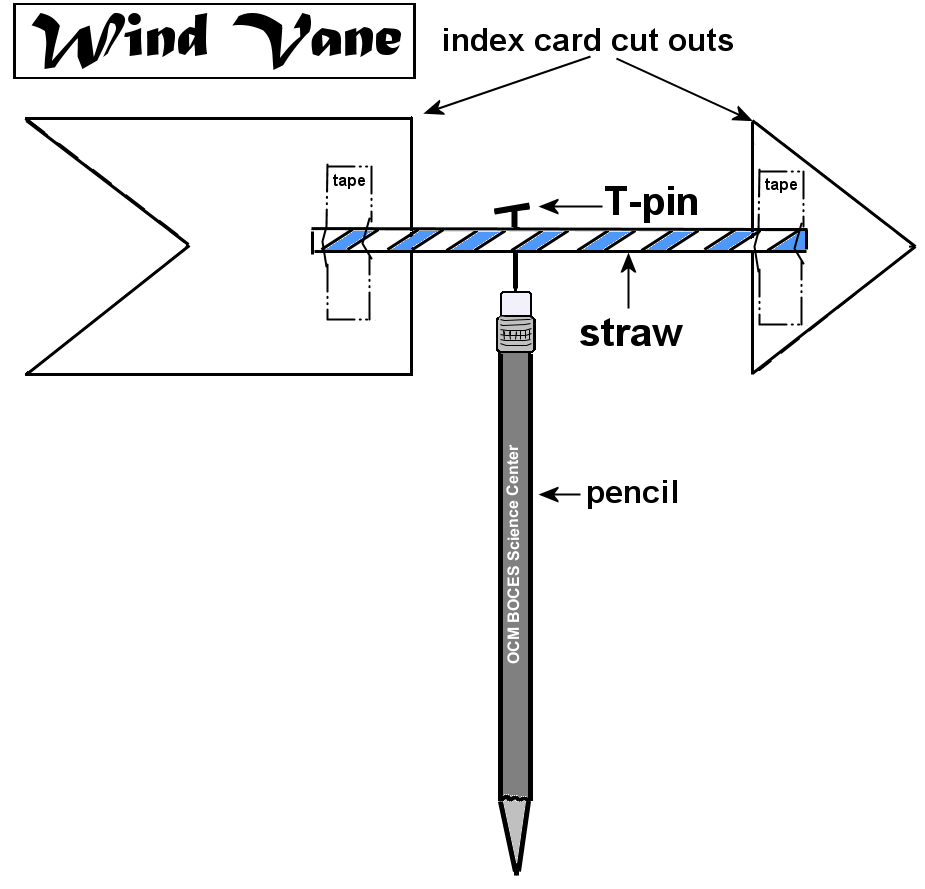 Wind Vane
index card cut outs
tape
tape
T-pin
straw
pencil
OCM BOCES Science Center